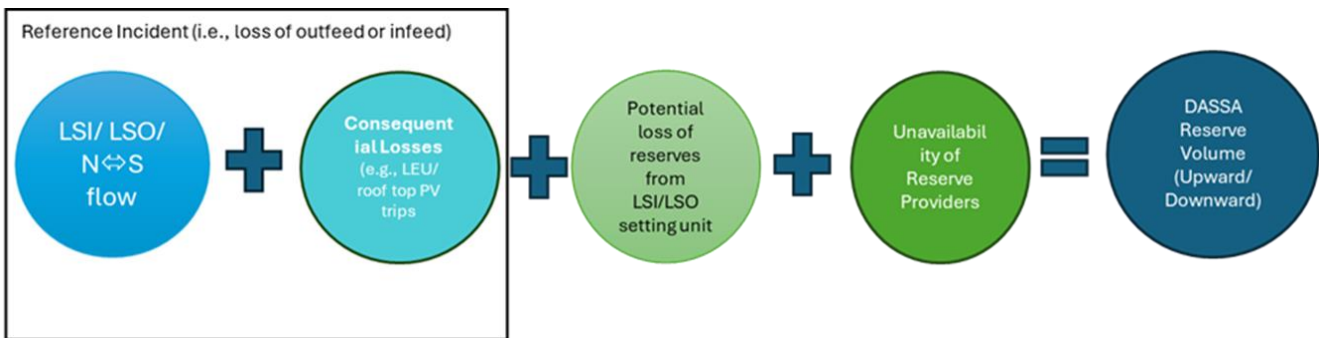 Reference Incident (i.e., loss of outfeed or infeed)
LSI/ LSO/
N⇔S
flow
Consequent
ial Losses
(e.g., LEU/
roof top PV
trips
Potential
loss of
reserves
from
LSI/LSO
setting unit
Unavailabil
ity of
Reserve
Providers
DASSA
Reserve
Volume
(Upward/
Downward)